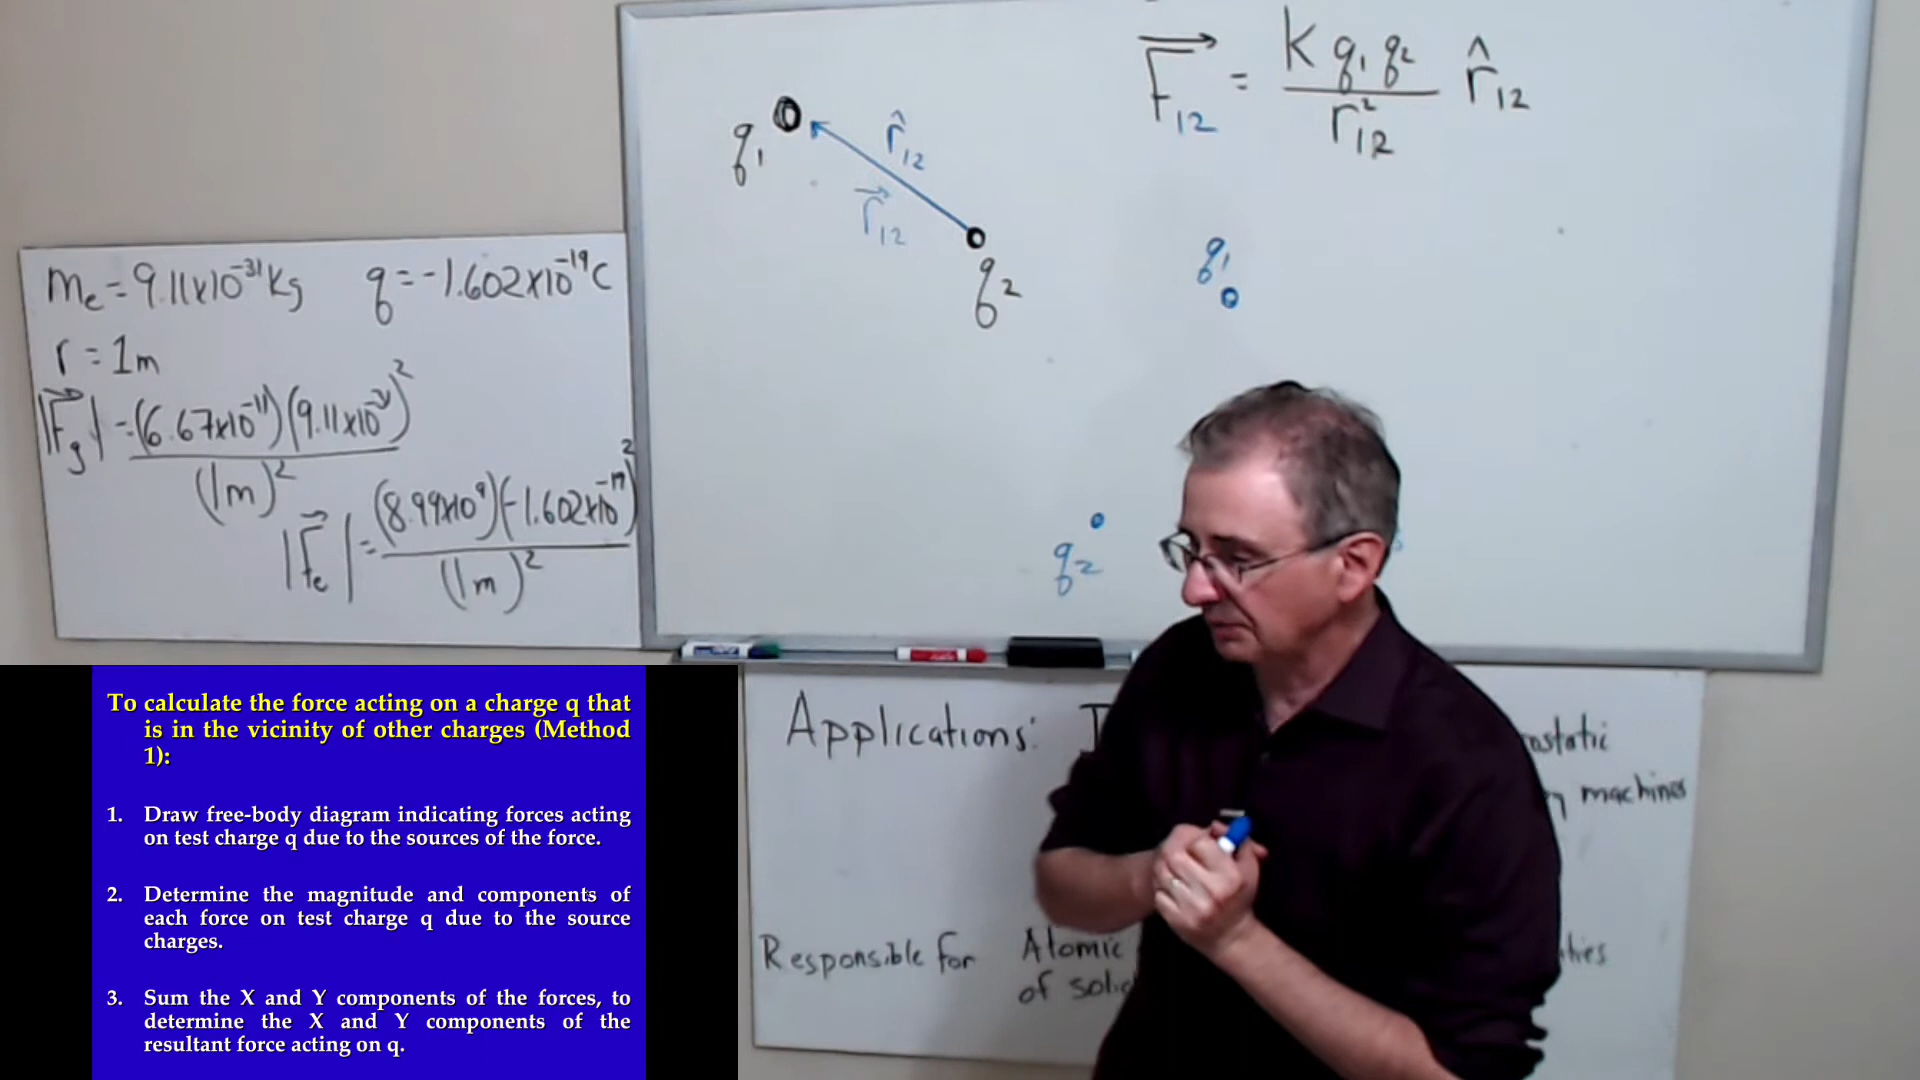 F₁₂ = K q₁ q₂ / r₁₂² r̂₁₂
q₁
r̂₁₂
r₁₂
q₂
q₁
q₂
mₑ = 9.11x10⁻³¹ Kg q = -1.602x10⁻¹⁹ C
r = 1m
|F_g| = (6.67x10⁻¹¹)(9.11x10⁻³¹)² / (1m)²
|Fₑ| = (8.99x10⁹)(-1.602x10⁻¹⁹)² / (1m)²
To calculate the force acting on a charge q that
is in the vicinity of other charges (Method
1):
1. Draw free-body diagram indicating forces acting
on test charge q due to the sources of the force.
2. Determine the magnitude and components of
each force on test charge q due to the source
charges.
3. Sum the X and Y components of the forces, to
determine the X and Y components of the
resultant force acting on q.
Applications:
machines
Responsible for Atomic
of